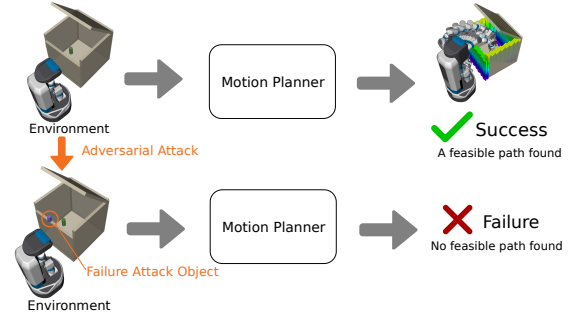 Motion Planner
Environment
Success
A feasible path found
Adversarial Attack
Motion Planner
Failure
No feasible path found
Failure Attack Object
Environment